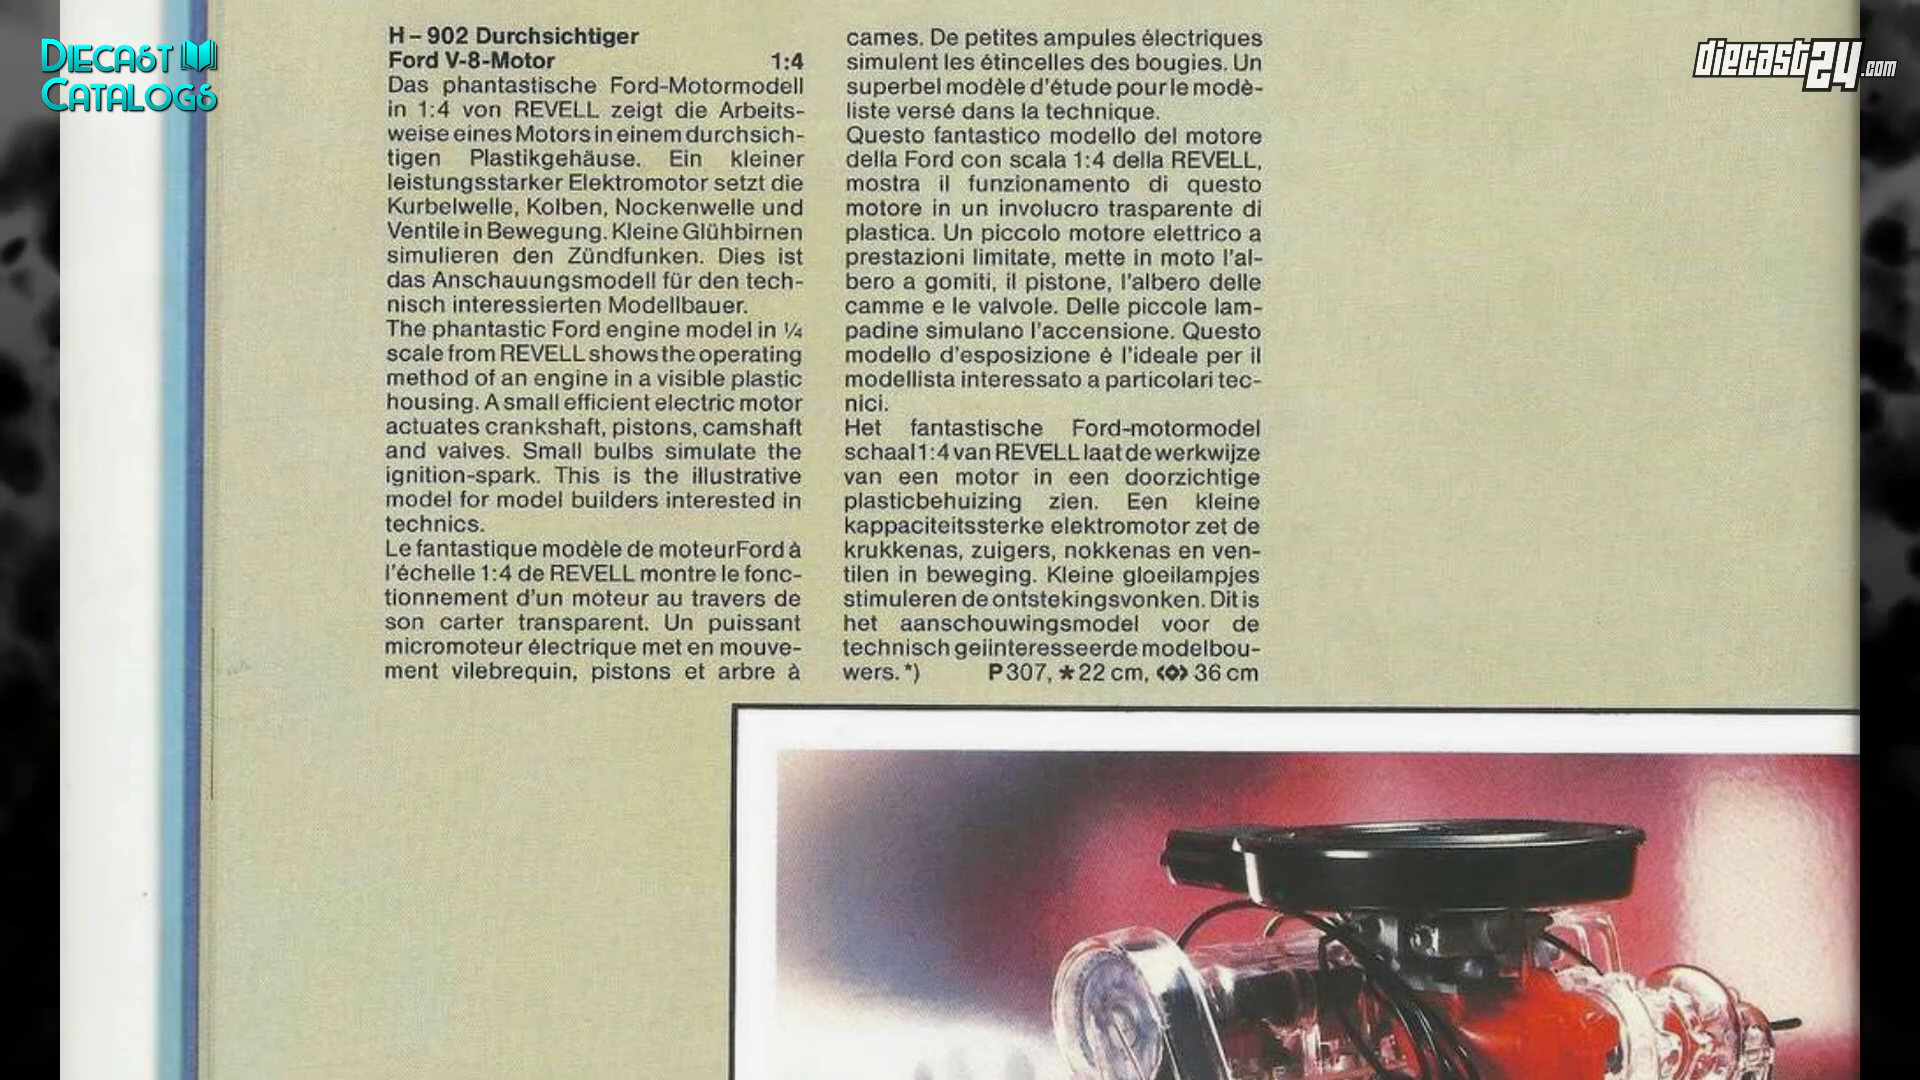 DIECAST
CATALOGS
diecast24.com
H – 902 Durchsichtiger
Ford V-8-Motor 1:4
Das phantastische Ford-Motormodell
in 1:4 von REVELL zeigt die Arbeits-
weise eines Motors in einem durchsich-
tigen Plastikgehäuse. Ein kleiner
leistungsstarker Elektromotor setzt die
Kurbelwelle, Kolben, Nockenwelle und
Ventile in Bewegung. Kleine Glühbirnen
simulieren den Zündfunken. Dies ist
das Anschauungsmodell für den tech-
nisch interessierten Modellbauer.
The phantastic Ford engine model in ¼
scale from REVELL shows the operating
method of an engine in a visible plastic
housing. A small efficient electric motor
actuates crankshaft, pistons, camshaft
and valves. Small bulbs simulate the
ignition-spark. This is the illustrative
model for model builders interested in
technics.
Le fantastique modèle de moteur Ford à
l'échelle 1:4 de REVELL montre le fonc-
tionnement d'un moteur au travers de
son carter transparent. Un puissant
micromoteur électrique met en mouve-
ment vilebrequin, pistons et arbre à
cames. De petites ampules électriques
simulent les étincelles des bougies. Un
superbel modèle d'étude pour le modè-
liste versé dans la technique.
Questo fantastico modello del motore
della Ford con scala 1:4 della REVELL,
mostra il funzionamento di questo
motore in un involucro trasparente di
plastica. Un piccolo motore elettrico a
prestazioni limitate, mette in moto l'al-
bero a gomiti, il pistone, l'albero delle
camme e le valvole. Delle piccole lam-
padine simulano l'accensione. Questo
modello d'esposizione é l'ideale per il
modellista interessato a particolari tec-
nici.
Het fantastische Ford-motormodel
schaal 1:4 van REVELL laat de werkwijze
van een motor in een doorzichtige
plasticbehuizing zien. Een kleine
kappaciteitssterke elektromotor zet de
krukkenas, zuigers, nokkenas en ven-
tilen in beweging. Kleine gloeilampjes
stimuleren de ontstekingsvonken. Dit is
het aanschouwingsmodel voor de
technisch geiinteresseerde modelbou-
wers. *) P 307, ★ 22 cm, 36 cm